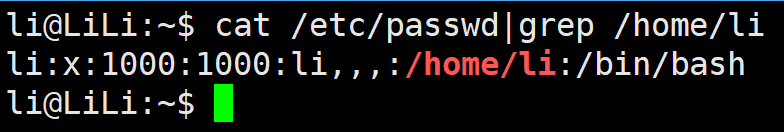 li@LiLi:~$ cat /etc/passwd|grep /home/li
li:x:1000:1000:li,,,:/home/li:/bin/bash
li@LiLi:~$